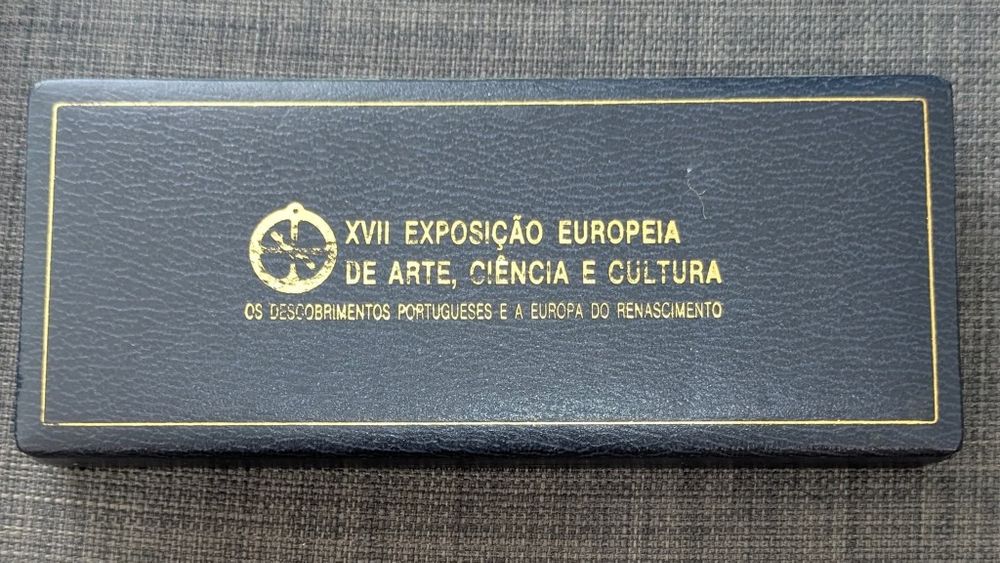 XVII EXPOSIÇÃO EUROPEIA
DE ARTE, CIÊNCIA E CULTURA
OS DESCOBRIMENTOS PORTUGUESES E A EUROPA DO RENASCIMENTO